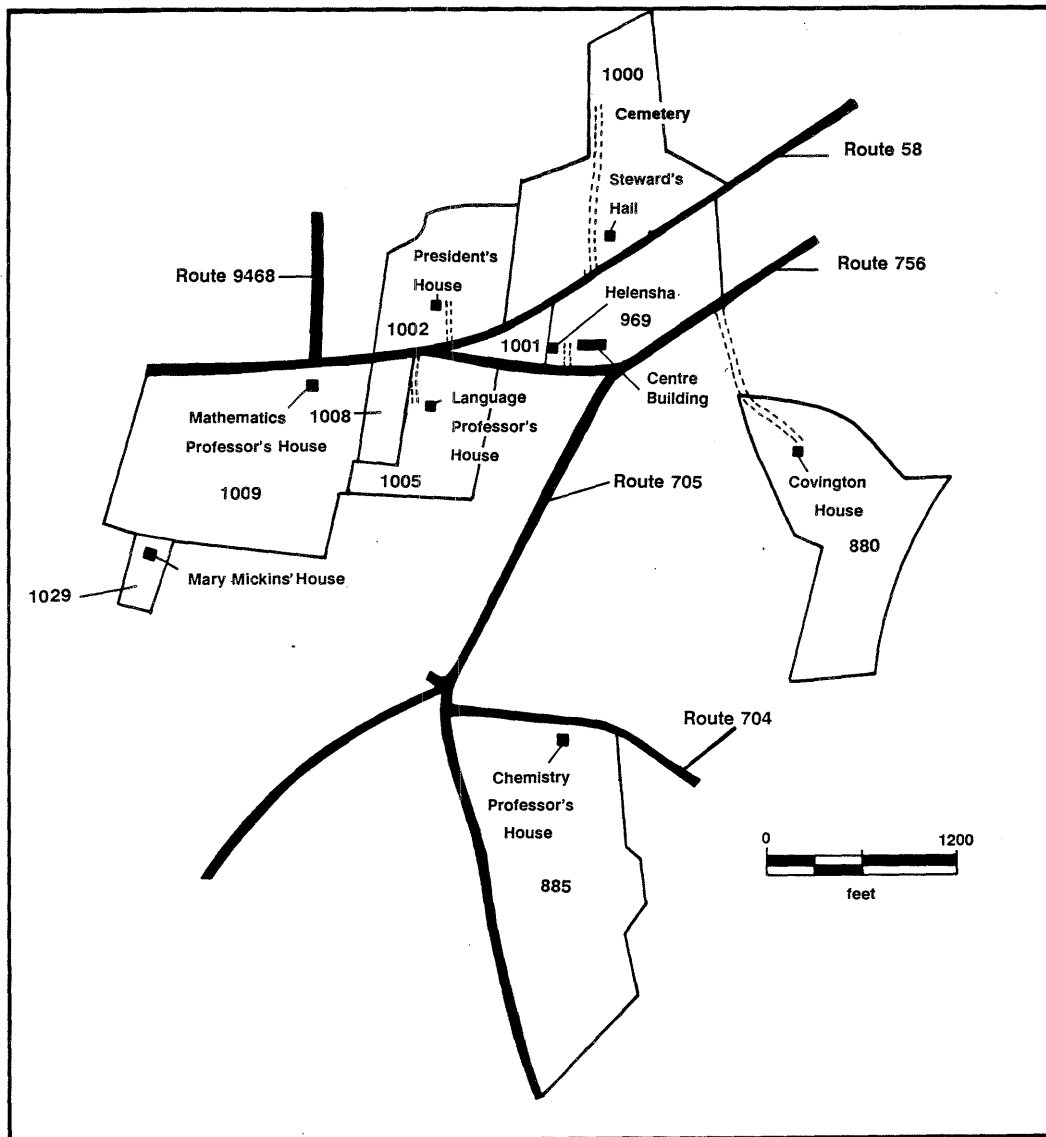 1000
Cemetery
Route 58
Steward's
Hall
President's
House
Route 756
Route 9468
Helensha
969
1002
1001
Centre
Building
Mathematics
Professor's House
1008
Language
Professor's
House
1005
1009
Route 705
Covington
House
880
Mary Mickins' House
1029
Route 704
Chemistry
Professor's
House
885
0 1200
feet